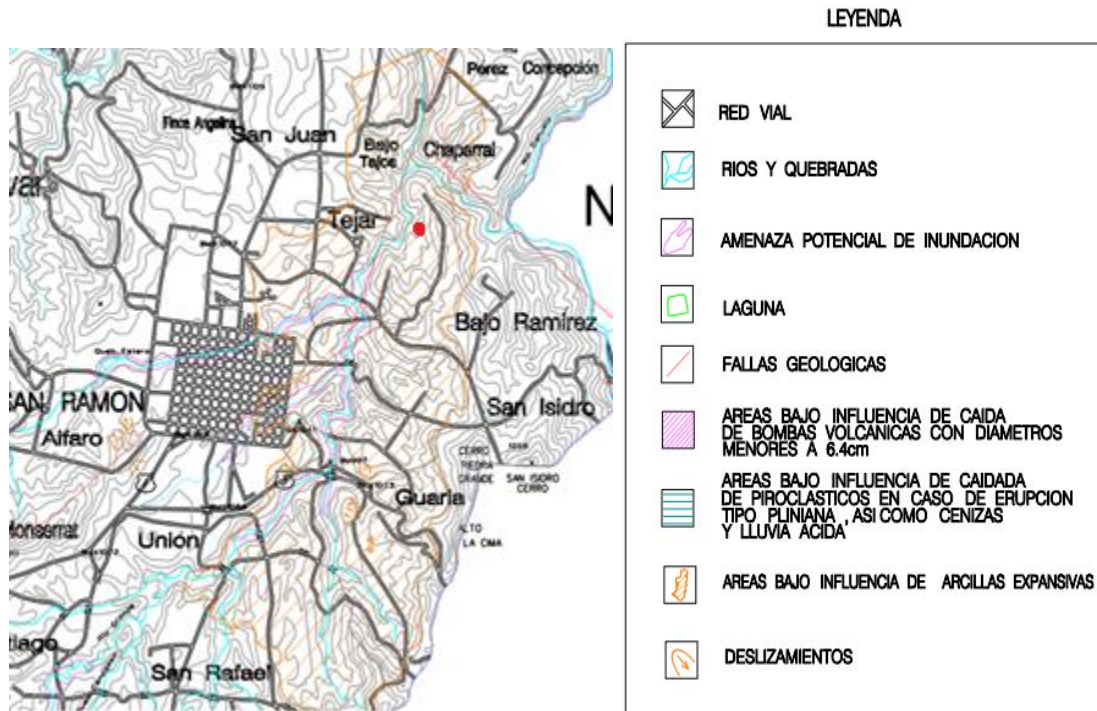 LEYENDA
Perez Concepción
Finca Angelina
San Juan
Bajo
Tajos
Chaparral
Tejar
N
Bajo Ramírez
SAN RAMON
Alfaro
San Isidro
CERRO
PIEDRA
GRANDE
SAN ISIDRO
CERRO
Guaria
ALTO
LA CIMA
Unión
San Rafael
RED VIAL
RIOS Y QUEBRADAS
AMENAZA POTENCIAL DE INUNDACION
LAGUNA
FALLAS GEOLOGICAS
AREAS BAJO INFLUENCIA DE CAIDA
DE BOMBAS VOLCANICAS CON DIAMETROS
MENORES A 6.4cm
AREAS BAJO INFLUENCIA DE CAIDADA
DE PIROCLASTICOS EN CASO DE ERUPCION
TIPO PLINIANA , ASI COMO CENIZAS
Y LLUVIA ACIDA
AREAS BAJO INFLUENCIA DE ARCILLAS EXPANSIVAS
DESLIZAMIENTOS